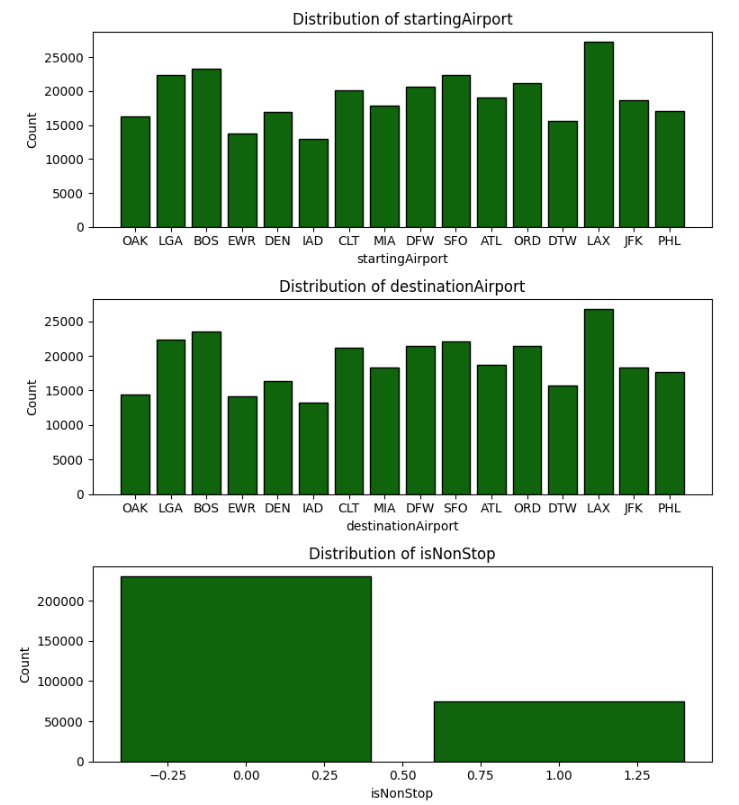 Distribution of startingAirport
25000
20000
15000
10000
5000
0
Count
OAK LGA BOS EWR DEN IAD CLT MIA DFW SFO ATL ORD DTW LAX JFK PHL
startingAirport
Distribution of destinationAirport
25000
20000
15000
10000
5000
0
Count
OAK LGA BOS EWR DEN IAD CLT MIA DFW SFO ATL ORD DTW LAX JFK PHL
destinationAirport
Distribution of isNonStop
200000
150000
100000
50000
0
Count
−0.25 0.00 0.25 0.50 0.75 1.00 1.25
isNonStop